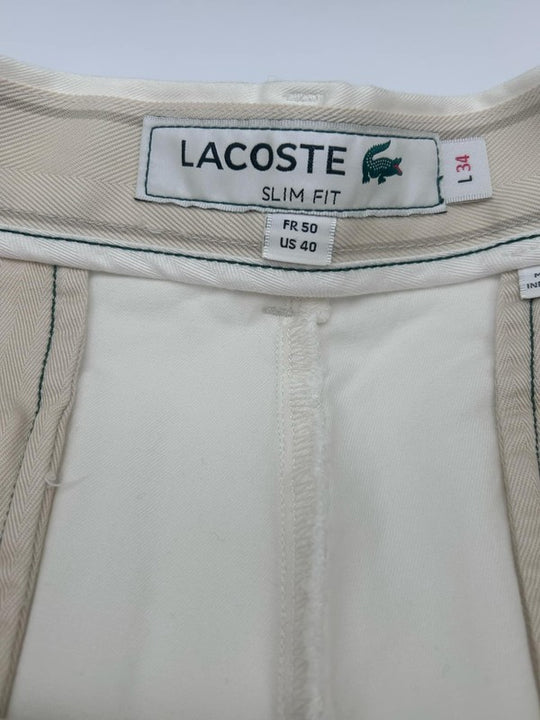 LACOSTE
SLIM FIT
L 34
FR 50
US 40